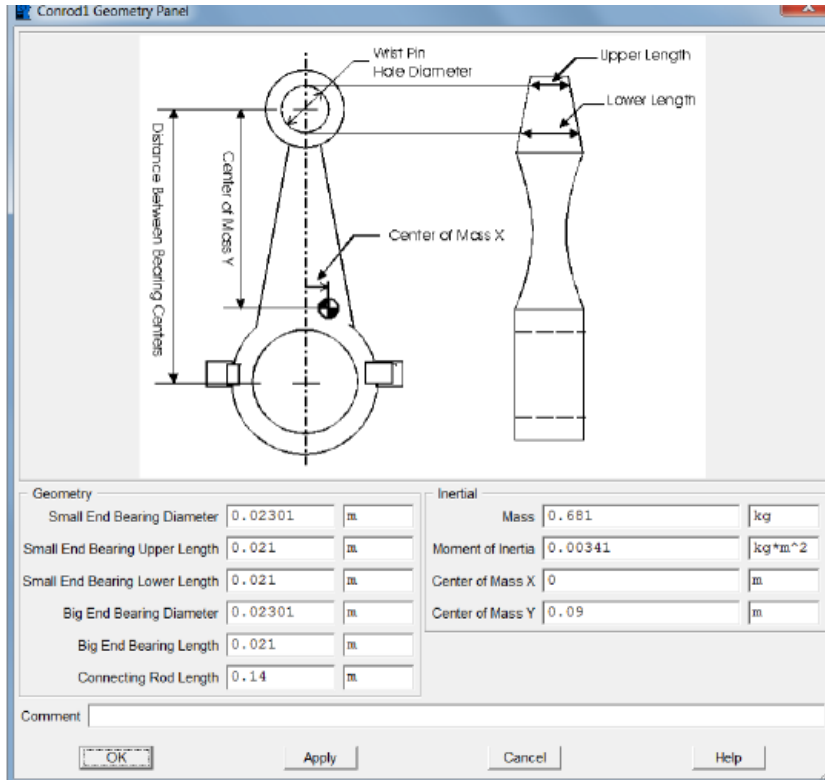 Conrod1 Geometry Panel
Wrist Pin
Hole Diameter
Upper Length
Lower Length
Distance Between Bearing Centers
Center of Mass Y
Center of Mass X
Geometry
Small End Bearing Diameter 0.02301 m
Small End Bearing Upper Length 0.021 m
Small End Bearing Lower Length 0.021 m
Big End Bearing Diameter 0.02301 m
Big End Bearing Length 0.021 m
Connecting Rod Length 0.14 m
Inertial
Mass 0.681 kg
Moment of Inertia 0.00341 kg*m^2
Center of Mass X 0 m
Center of Mass Y 0.09 m
Comment
OK Apply Cancel Help